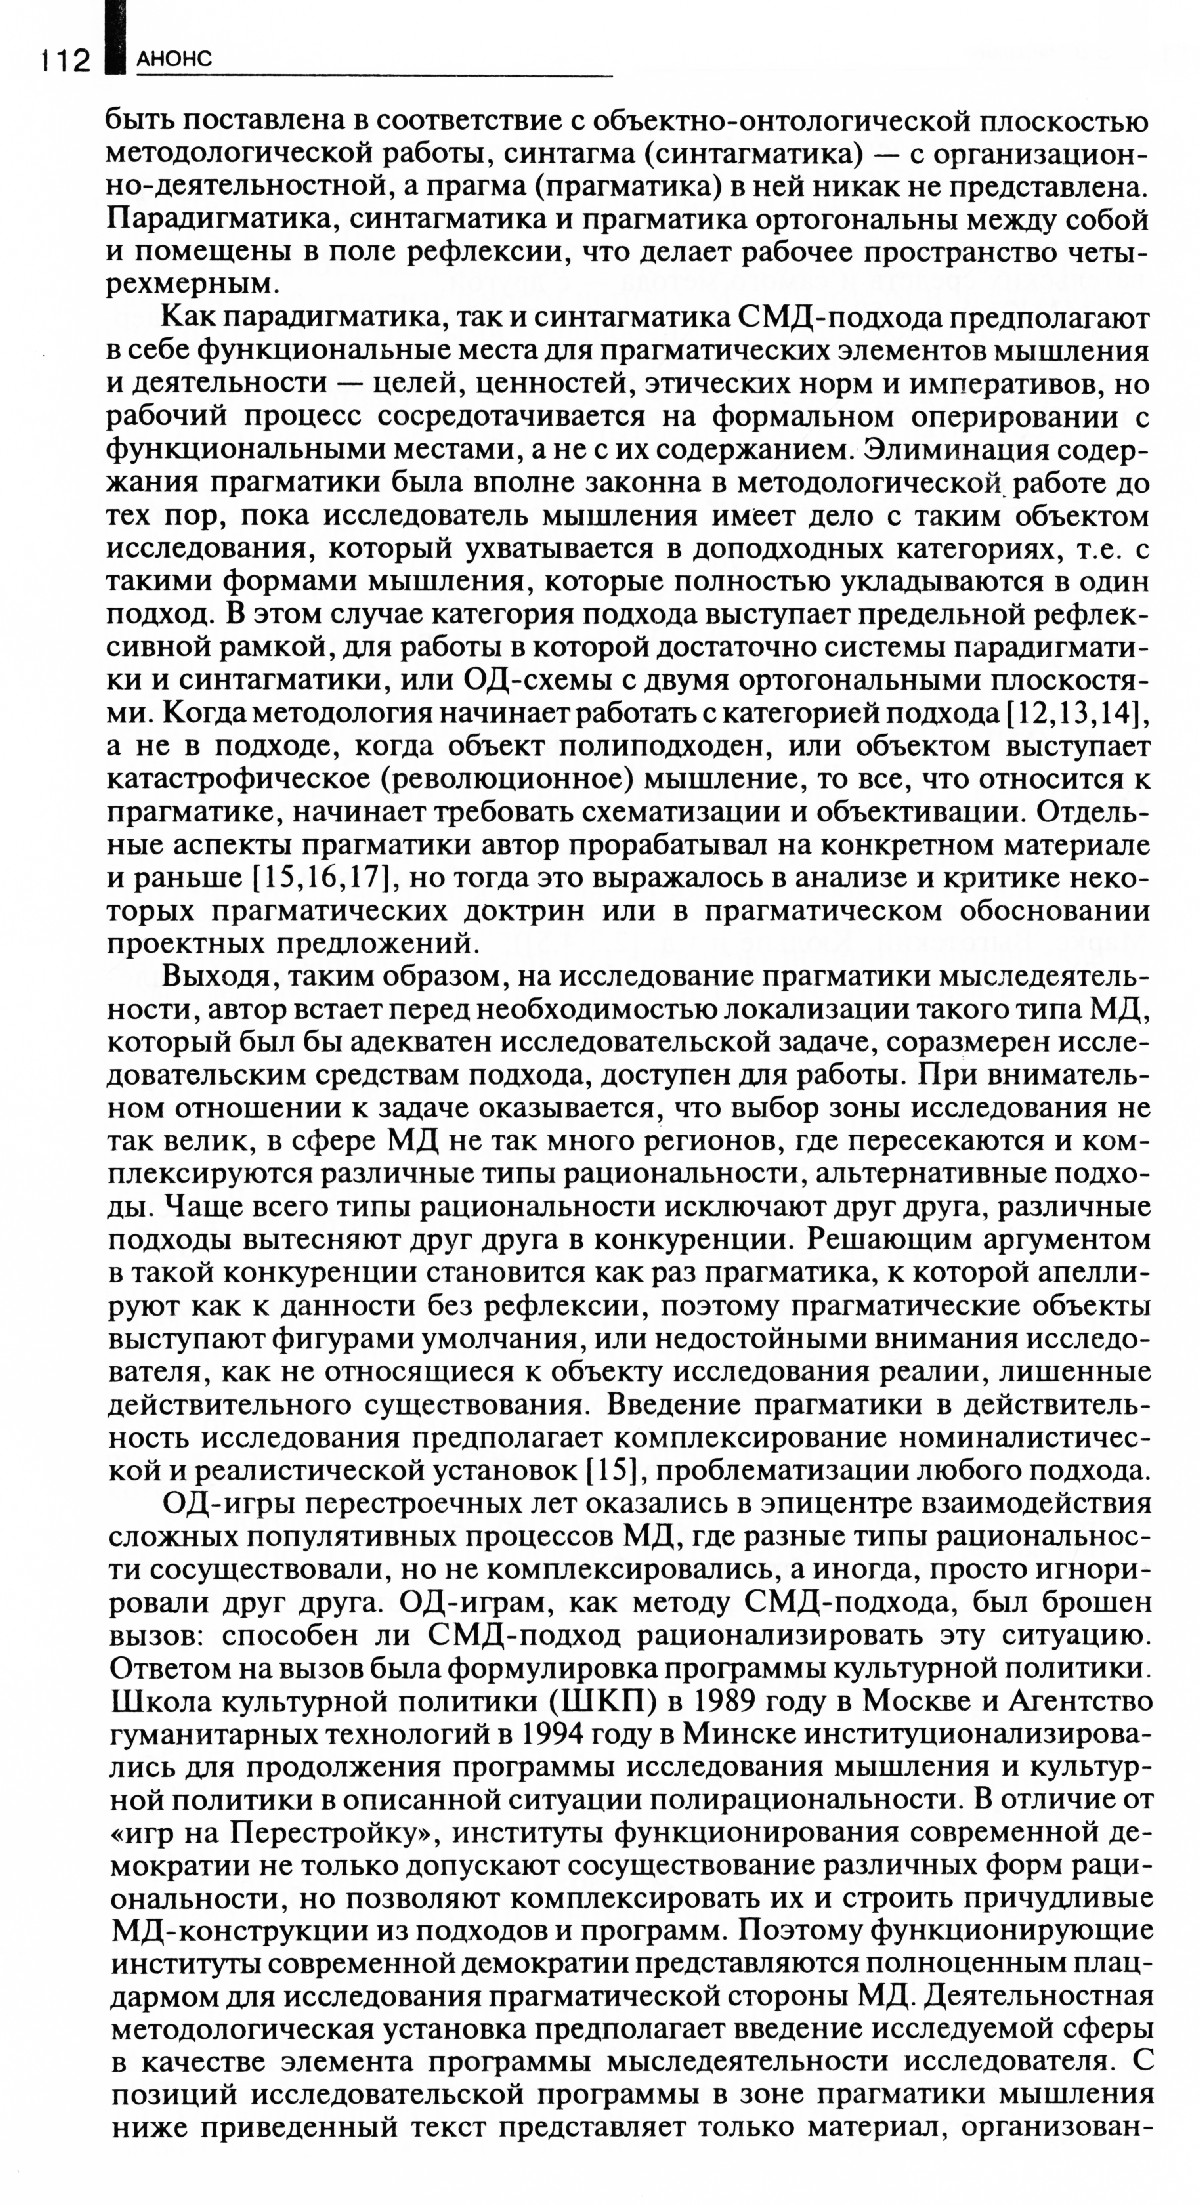 112 АНОНС
быть поставлена в соответствие с объектно-онтологической плоскостью
методологической работы, синтагма (синтагматика) — с организацион-
но-деятельностной, а прагма (прагматика) в ней никак не представлена.
Парадигматика, синтагматика и прагматика ортогональны между собой
и помещены в поле рефлексии, что делает рабочее пространство четы-
рехмерным.
Как парадигматика, так и синтагматика СМД-подхода предполагают
в себе функциональные места для прагматических элементов мышления
и деятельности — целей, ценностей, этических норм и императивов, но
рабочий процесс сосредотачивается на формальном оперировании с
функциональными местами, а не с их содержанием. Элиминация содер-
жания прагматики была вполне законна в методологической работе до
тех пор, пока исследователь мышления имеет дело с таким объектом
исследования, который ухватывается в доподходных категориях, т.е. с
такими формами мышления, которые полностью укладываются в один
подход. В этом случае категория подхода выступает предельной рефлек-
сивной рамкой, для работы в которой достаточно системы парадигмати-
ки и синтагматики, или ОД-схемы с двумя ортогональными плоскостя-
ми. Когда методология начинает работать с категорией подхода [12,13,14],
а не в подходе, когда объект полиподходен, или объектом выступает
катастрофическое (революционное) мышление, то все, что относится к
прагматике, начинает требовать схематизации и объективации. Отдель-
ные аспекты прагматики автор прорабатывал на конкретном материале
и раньше [15,16,17], но тогда это выражалось в анализе и критике неко-
торых прагматических доктрин или в прагматическом обосновании
проектных предложений.
Выходя, таким образом, на исследование прагматики мыследеятель-
ности, автор встает перед необходимостью локализации такого типа МД,
который был бы адекватен исследовательской задаче, соразмерен иссле-
довательским средствам подхода, доступен для работы. При вниматель-
ном отношении к задаче оказывается, что выбор зоны исследования не
так велик, в сфере МД не так много регионов, где пересекаются и ком-
плексируются различные типы рациональности, альтернативные подхо-
ды. Чаще всего типы рациональности исключают друг друга, различные
подходы вытесняют друг друга в конкуренции. Решающим аргументом
в такой конкуренции становится как раз прагматика, к которой апелли-
руют как к данности без рефлексии, поэтому прагматические объекты
выступают фигурами умолчания, или недостойными внимания исследо-
вателя, как не относящиеся к объекту исследования реалии, лишенные
действительного существования. Введение прагматики в действитель-
ность исследования предполагает комплексирование номиналистичес-
кой и реалистической установок [15], проблематизации любого подхода.
ОД-игры перестроечных лет оказались в эпицентре взаимодействия
сложных популятивных процессов МД, где разные типы рациональнос-
ти сосуществовали, но не комплексировались, а иногда, просто игнори-
ровали друг друга. ОД-играм, как методу СМД-подхода, был брошен
вызов: способен ли СМД-подход рационализировать эту ситуацию.
Ответом на вызов была формулировка программы культурной политики.
Школа культурной политики (ШКП) в 1989 году в Москве и Агентство
гуманитарных технологий в 1994 году в Минске институционализирова-
лись для продолжения программы исследования мышления и культур-
ной политики в описанной ситуации полирациональности. В отличие от
«игр на Перестройку», институты функционирования современной де-
мократии не только допускают сосуществование различных форм раци-
ональности, но позволяют комплексировать их и строить причудливые
МД-конструкции из подходов и программ. Поэтому функционирующие
институты современной демократии представляются полноценным плац-
дармом для исследования прагматической стороны МД. Деятельностная
методологическая установка предполагает введение исследуемой сферы
в качестве элемента программы мыследеятельности исследователя. С
позиций исследовательской программы в зоне прагматики мышления
ниже приведенный текст представляет только материал, организован-